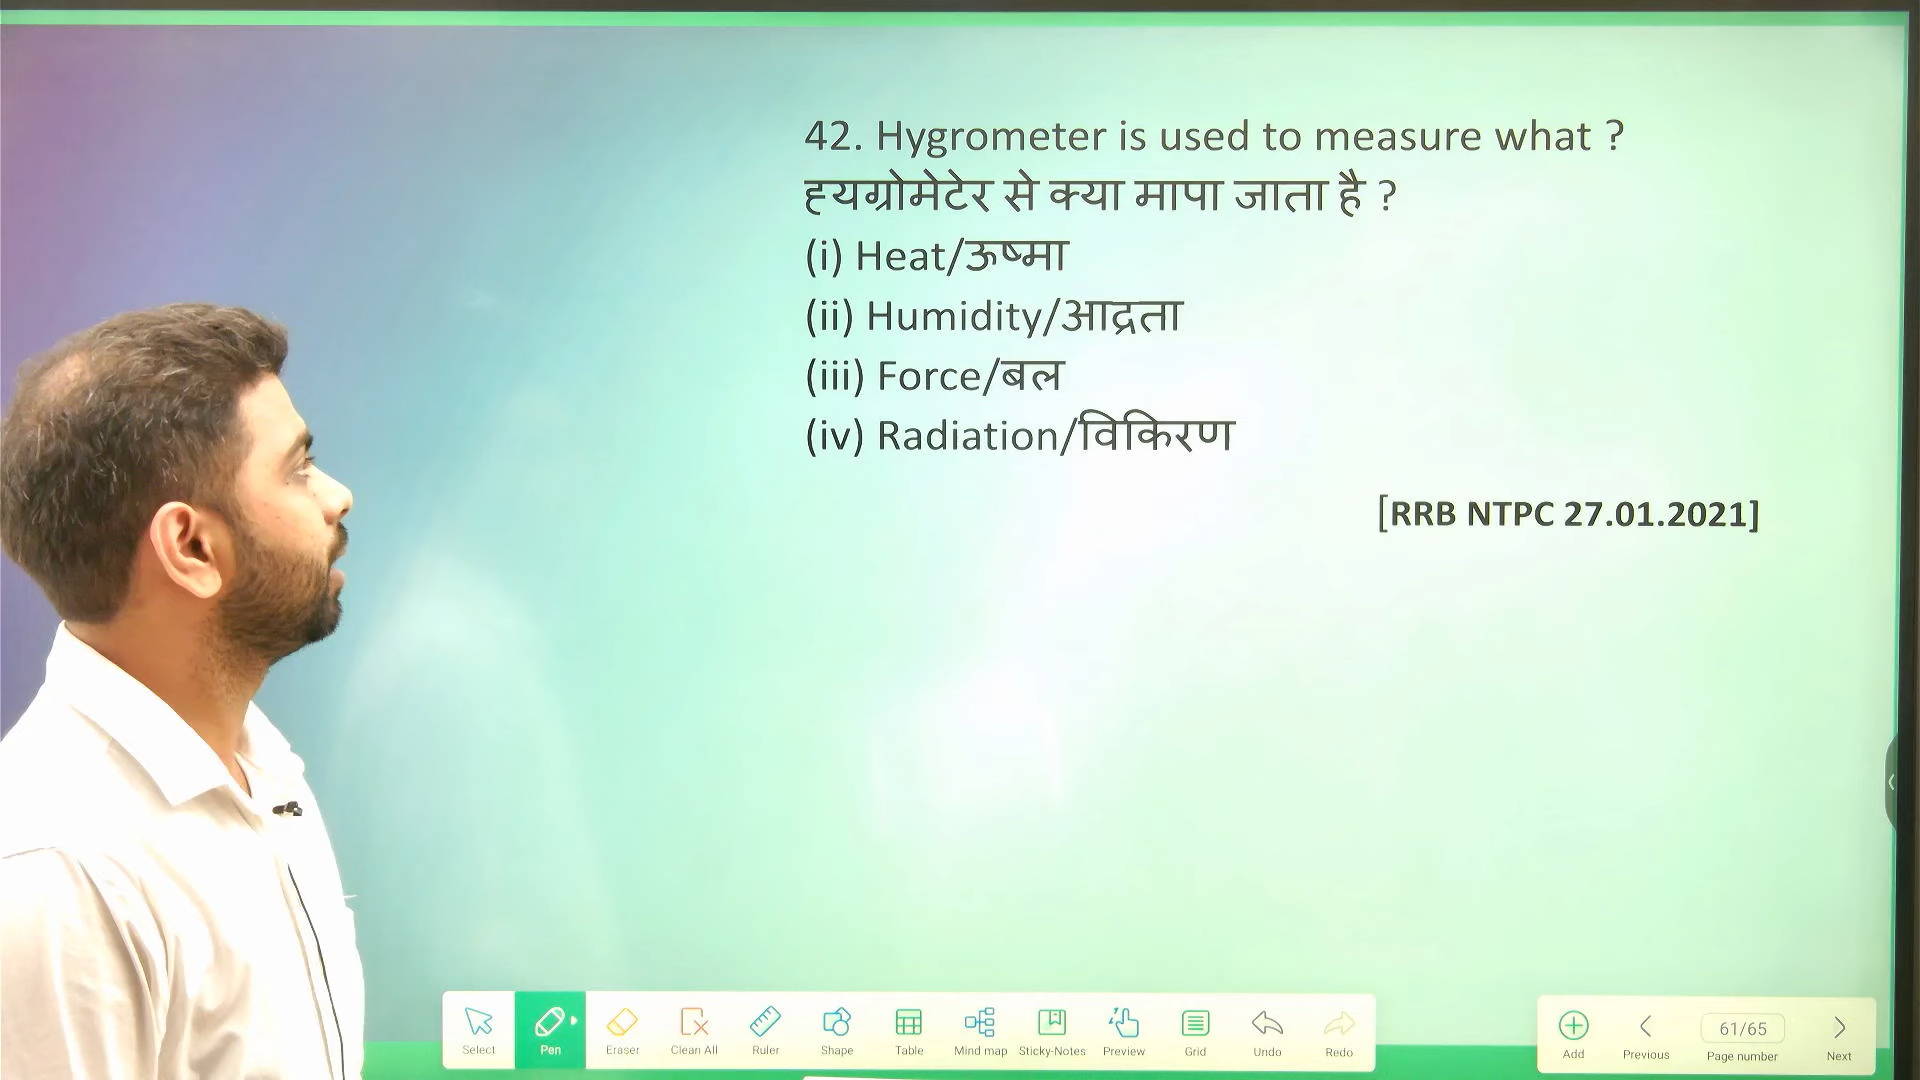 42. Hygrometer is used to measure what ?
ह्यग्रोमेटेर से क्या मापा जाता है ?
(i) Heat/ऊष्मा
(ii) Humidity/आद्रता
(iii) Force/बल
(iv) Radiation/विकिरण
[RRB NTPC 27.01.2021]
Select Pen Eraser Clean All Ruler Shape Table Mind map Sticky-Notes Preview Grid Undo Redo
61/65
Add Previous Page number Next